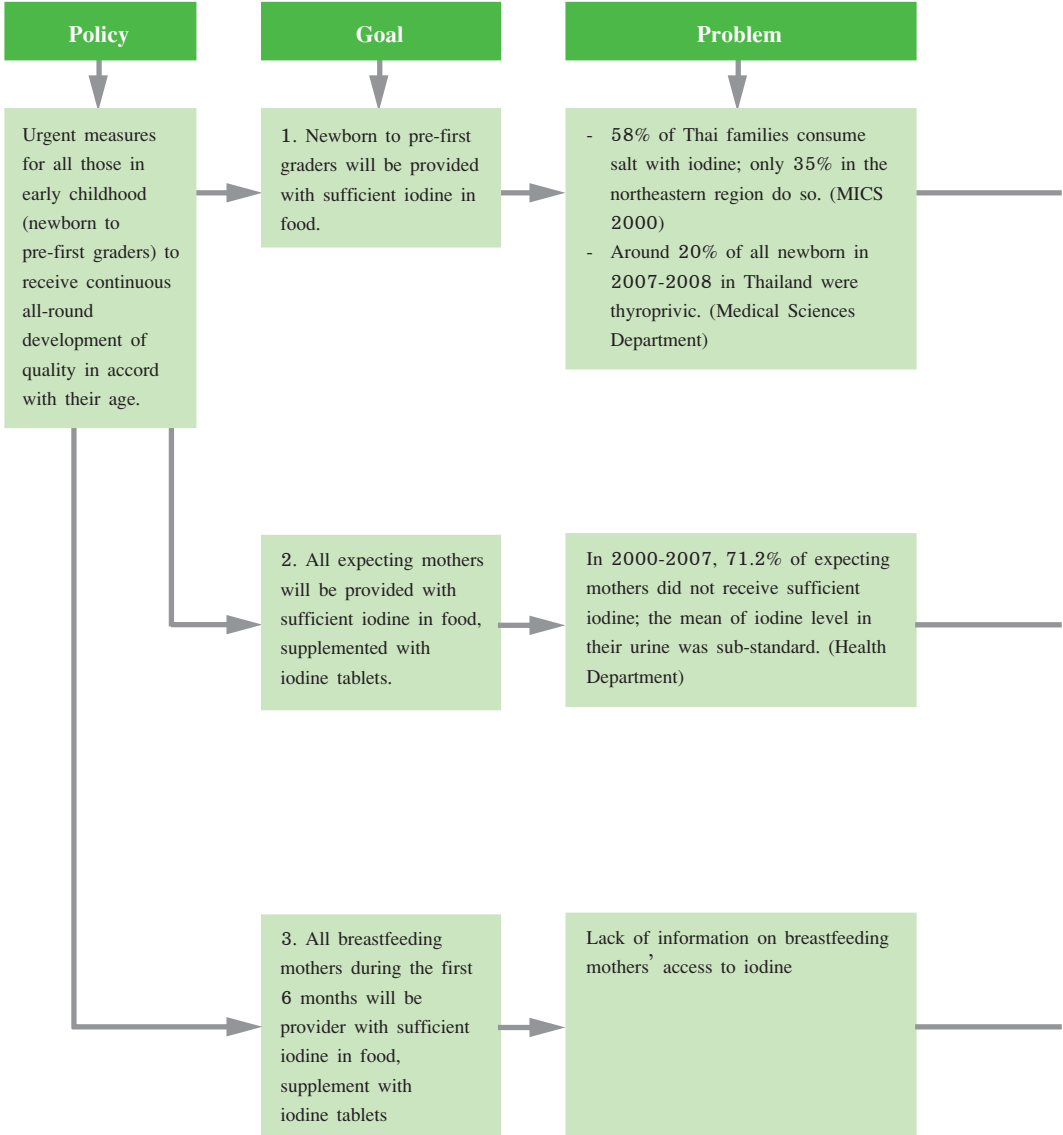 Policy
Goal
Problem
Urgent measures
for all those in
early childhood
(newborn to
pre-first graders) to
receive continuous
all-round
development of
quality in accord
with their age.
1. Newborn to pre-first
graders will be provided
with sufficient iodine in
food.
- 58% of Thai families consume
salt with iodine; only 35% in the
northeastern region do so. (MICS
2000)
- Around 20% of all newborn in
2007-2008 in Thailand were
thyroprivic. (Medical Sciences
Department)
2. All expecting mothers
will be provided with
sufficient iodine in food,
supplemented with
iodine tablets.
In 2000-2007, 71.2% of expecting
mothers did not receive sufficient
iodine; the mean of iodine level in
their urine was sub-standard. (Health
Department)
3. All breastfeeding
mothers during the first
6 months will be
provider with sufficient
iodine in food,
supplement with
iodine tablets
Lack of information on breastfeeding
mothers’ access to iodine